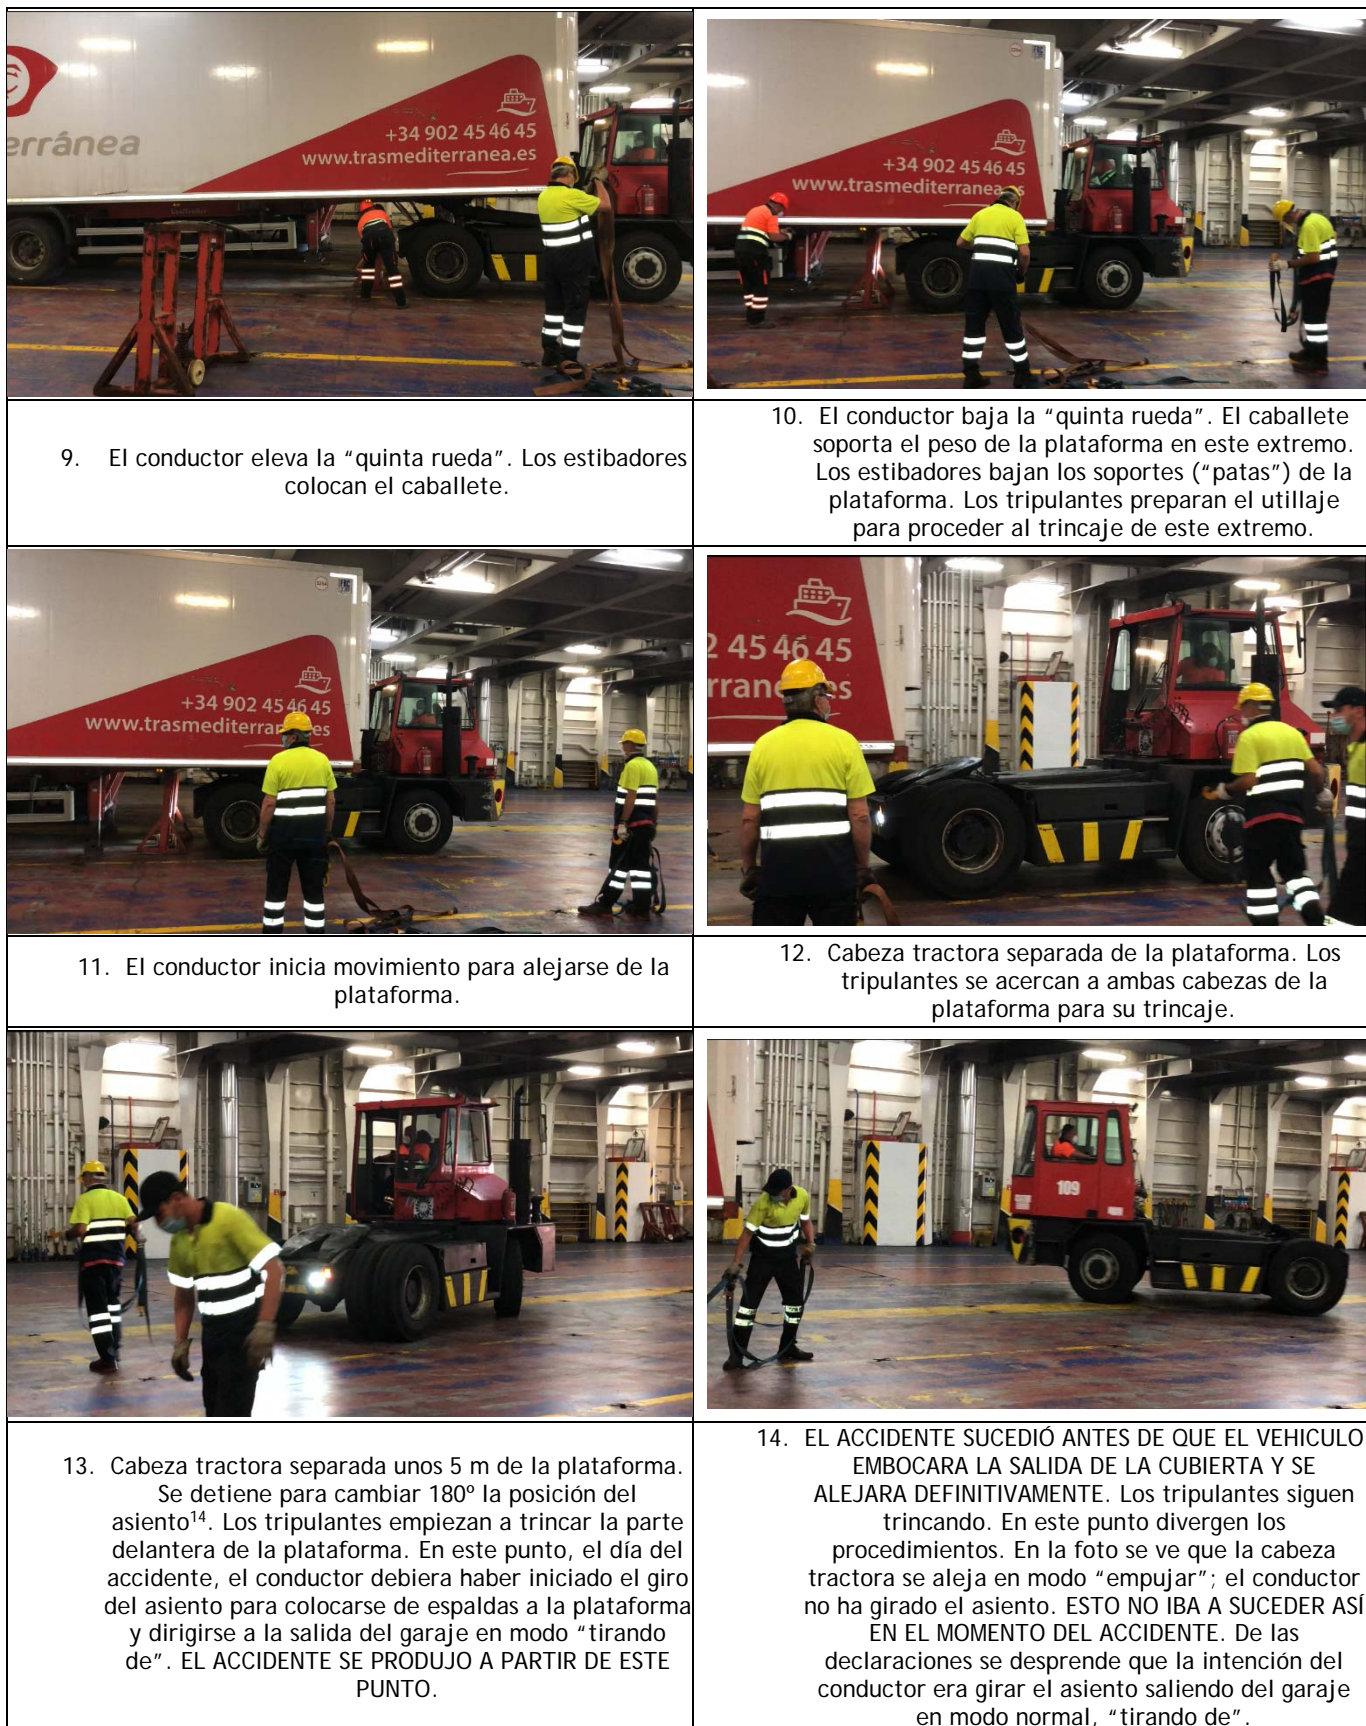 erránea
+34 902 45 46 45
www.trasmediterranea.es
+34 902 45 46 45
www.trasmediterranea.es
9. El conductor eleva la “quinta rueda”. Los estibadores
colocan el caballete.
10. El conductor baja la “quinta rueda”. El caballete
soporta el peso de la plataforma en este extremo.
Los estibadores bajan los soportes (“patas”) de la
plataforma. Los tripulantes preparan el utillaje
para proceder al trincaje de este extremo.
+34 902 45 46 45
www.trasmediterran es
2 45 46 45
rran es
11. El conductor inicia movimiento para alejarse de la
plataforma.
12. Cabeza tractora separada de la plataforma. Los
tripulantes se acercan a ambas cabezas de la
plataforma para su trincaje.
109
13. Cabeza tractora separada unos 5 m de la plataforma.
Se detiene para cambiar 180º la posición del
asiento¹⁴. Los tripulantes empiezan a trincar la parte
delantera de la plataforma. En este punto, el día del
accidente, el conductor debiera haber iniciado el giro
del asiento para colocarse de espaldas a la plataforma
y dirigirse a la salida del garaje en modo “tirando
de”. EL ACCIDENTE SE PRODUJO A PARTIR DE ESTE
PUNTO.
14. EL ACCIDENTE SUCEDIÓ ANTES DE QUE EL VEHICULO
EMBOCARA LA SALIDA DE LA CUBIERTA Y SE
ALEJARA DEFINITIVAMENTE. Los tripulantes siguen
trincando. En este punto divergen los
procedimientos. En la foto se ve que la cabeza
tractora se aleja en modo “empujar”; el conductor
no ha girado el asiento. ESTO NO IBA A SUCEDER ASÍ
EN EL MOMENTO DEL ACCIDENTE. De las
declaraciones se desprende que la intención del
conductor era girar el asiento saliendo del garaje
en modo normal, “tirando de”.